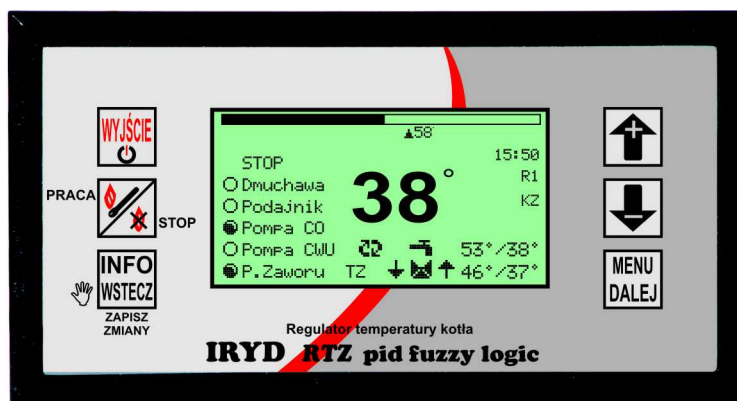 WYJŚCIE
PRACA
STOP
INFO
WSTECZ
ZAPISZ
ZMIANY
58°
15:50
STOP
R1
38°
Dmuchawa
Podajnik
KZ
Pompa CO
Pompa CWU 53°/38°
P.Zaworu TZ 46°/37°
MENU
DALEJ
Regulator temperatury kotła
IRYD RTZ pid fuzzy logic